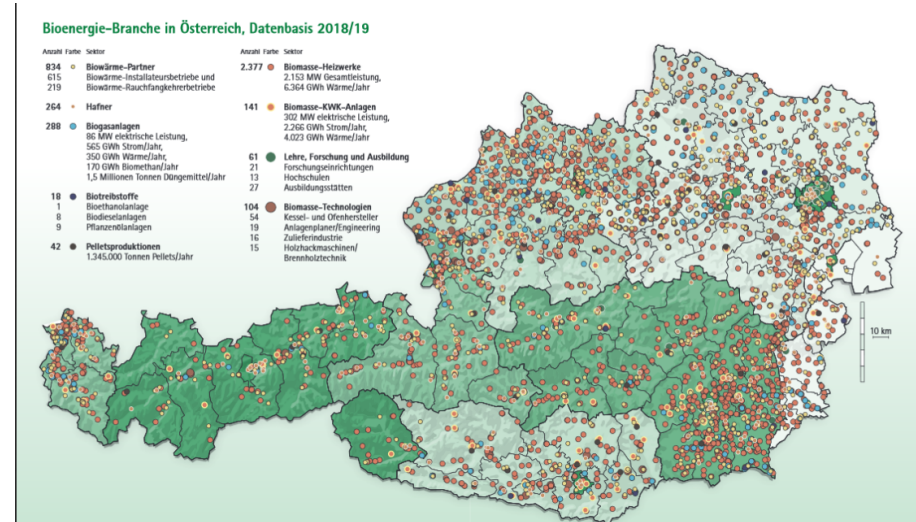 Bioenergie-Branche in Österreich, Datenbasis 2018/19
Anzahl Farbe Sektor
834 Biowärme-Partner
615 Biowärme-Installateursbetriebe und
219 Biowärme-Rauchfangkehrerbetriebe
264 Hafner
288 Biogasanlagen
86 MW elektrische Leistung,
565 GWh Strom/Jahr,
350 GWh Wärme/Jahr,
170 GWh Biomethan/Jahr
1,5 Millionen Tonnen Düngemittel/Jahr
18 Biotreibstoffe
1 Bioethanolanlage
8 Biodieselanlagen
9 Pflanzenölanlagen
42 Pelletsproduktionen
1.345.000 Tonnen Pellets/Jahr
Anzahl Farbe Sektor
2.377 Biomasse-Heizwerke
2.153 MW Gesamtleistung,
6.364 GWh Wärme/Jahr
141 Biomasse-KWK-Anlagen
302 MW elektrische Leistung,
2.266 GWh Strom/Jahr,
4.023 GWh Wärme/Jahr
61 Lehre, Forschung und Ausbildung
21 Forschungseinrichtungen
13 Hochschulen
27 Ausbildungsstätten
104 Biomasse-Technologien
54 Kessel- und Ofenhersteller
19 Anlagenplaner/Engineering
16 Zulieferindustrie
15 Holzhackmaschinen/
Brennholztechnik
10 km